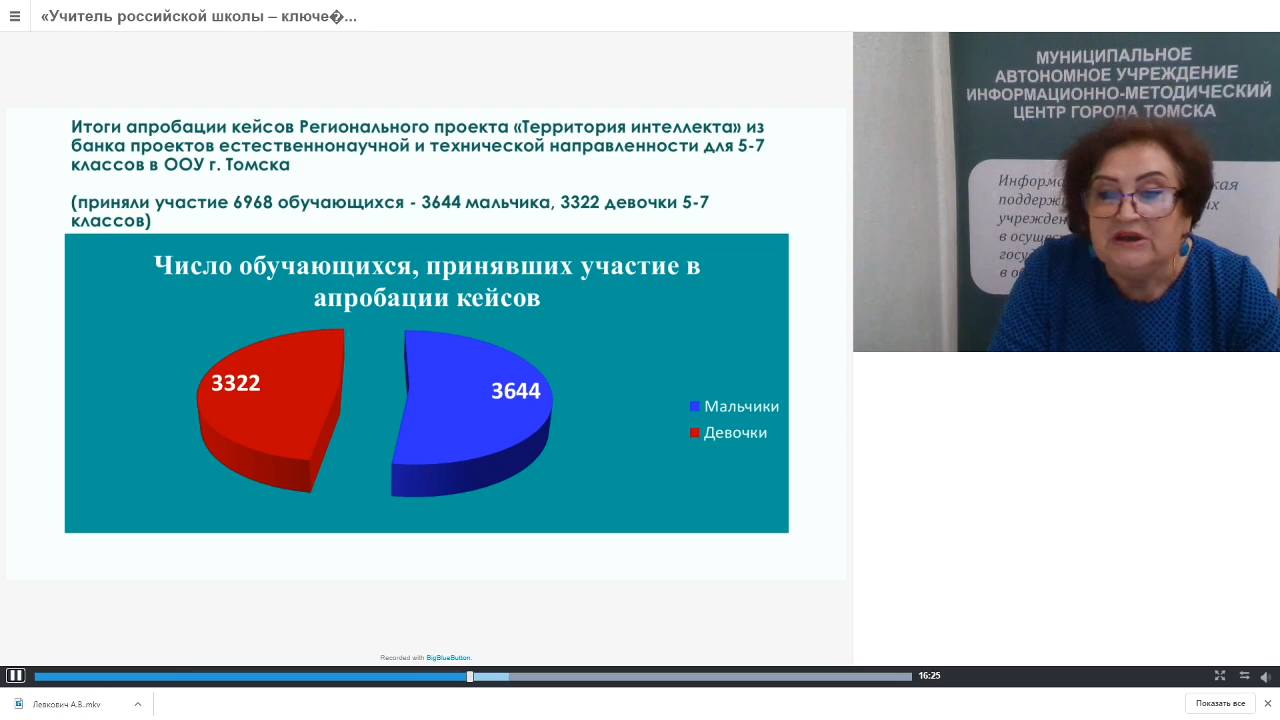 «Учитель российской школы – ключе�...
Итоги апробации кейсов Регионального проекта «Территория интеллекта» из
банка проектов естественнонаучной и технической направленности для 5-7
классов в ООУ г. Томска
(приняли участие 6968 обучающихся - 3644 мальчика, 3322 девочки 5-7
классов)
Число обучающихся, принявших участие в
апробации кейсов
3322
3644
Мальчики
Девочки
МУНИЦИПАЛЬНОЕ
АВТОНОМНОЕ УЧРЕЖДЕНИЕ
ИНФОРМАЦИОННО-МЕТОДИЧЕСКИЙ
ЦЕНТР ГОРОДА ТОМСКА
Recorded with BigBlueButton.
16:25
Левкович А.В..mkv
Показать все